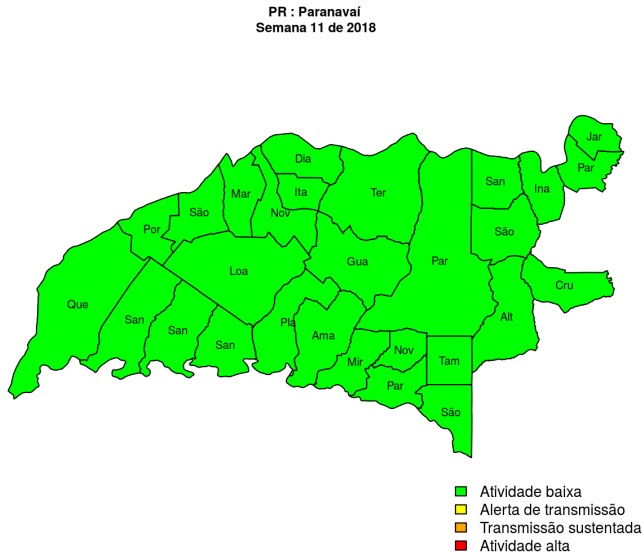 PR : Paranavaí
Semana 11 de 2018
Jar
Par
Dia
Ita
Ter
San
Ina
Mar
São
Nov
Por
São
Par
Gua
Loa
Cru
Que
San
San
San
Pla
Ama
Alt
Mir
Nov
Tam
Par
São
Atividade baixa
Alerta de transmissão
Transmissão sustentada
Atividade alta